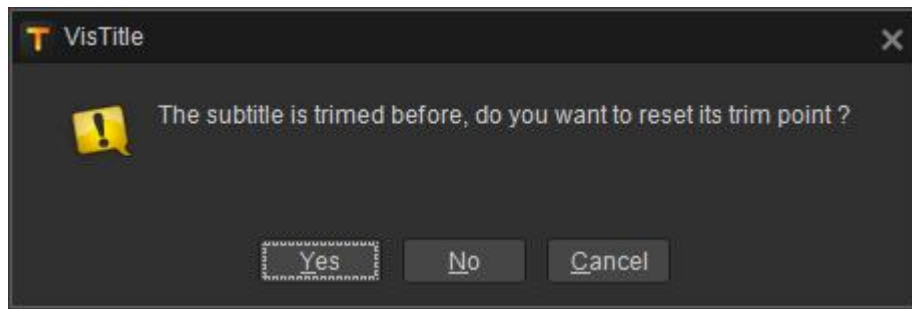 VisTitle
The subtitle is trimed before, do you want to reset its trim point ?
Yes No Cancel